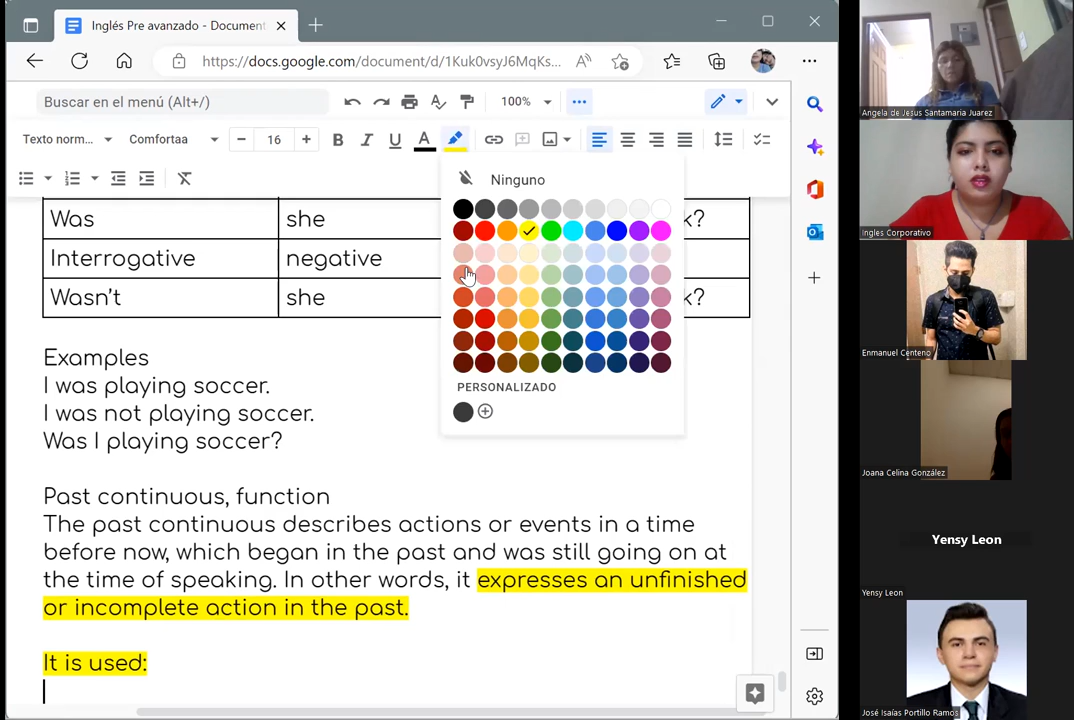 Inglés Pre avanzado - Document
https://docs.google.com/document/d/1Kuk0vsyJ6MqKs...
Buscar en el menú (Alt+/)
100%
Texto norm...
Comfortaa
16
Ninguno
PERSONALIZADO
Was she k?
Interrogative negative
Wasn't she k?
Examples
I was playing soccer.
I was not playing soccer.
Was I playing soccer?
Past continuous, function
The past continuous describes actions or events in a time
before now, which began in the past and was still going on at
the time of speaking. In other words, it expresses an unfinished
or incomplete action in the past.
It is used:
Angela de Jesus Santamaria Juarez
Ingles Corporativo
Enmanuel Centeno
Joana Celina González
Yensy Leon
Yensy Leon
José Isaías Portillo Ramos